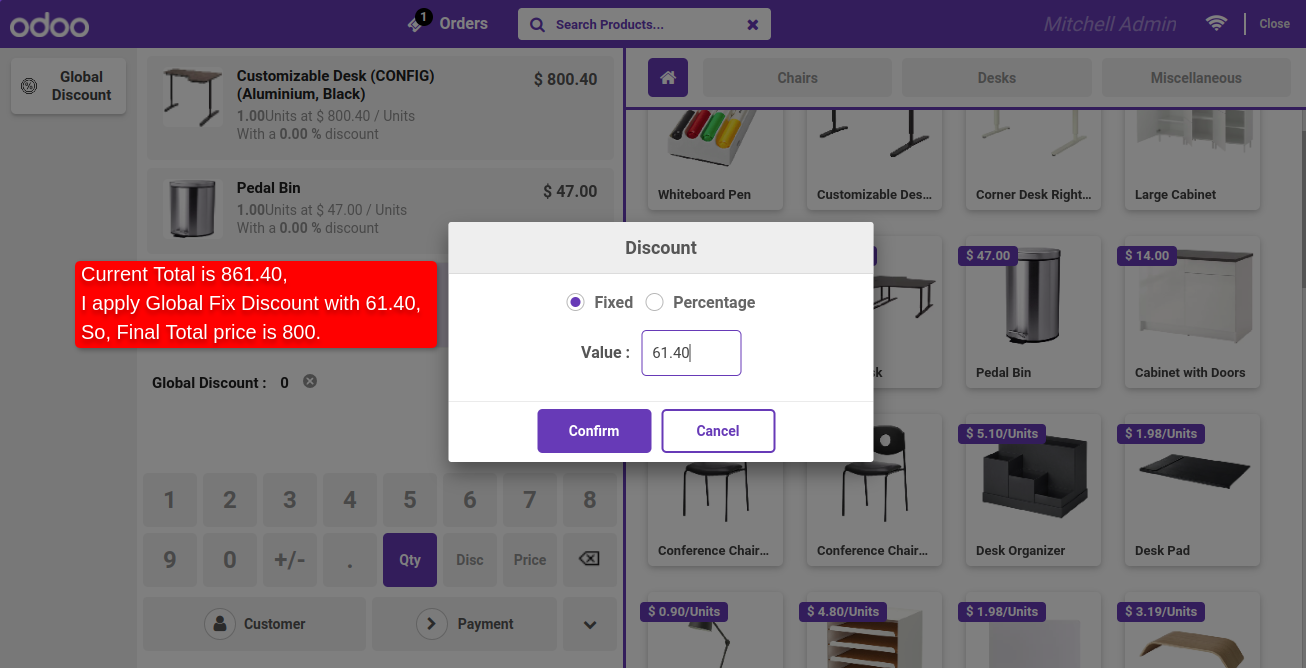 odoo
1
Orders
Search Products...
Mitchell Admin
Close
Global
Discount
Customizable Desk (CONFIG)
(Aluminium, Black)
$ 800.40
1.00Units at $ 800.40 / Units
With a 0.00 % discount
Pedal Bin
$ 47.00
1.00Units at $ 47.00 / Units
With a 0.00 % discount
Current Total is 861.40,
I apply Global Fix Discount with 61.40,
So, Final Total price is 800.
Global Discount : 0
1 2 3 4 5 6 7 8
9 0 +/- . Qty Disc Price
Customer
Payment
Discount
Fixed
Percentage
Value : 61.40
Confirm
Cancel
Chairs
Desks
Miscellaneous
Whiteboard Pen
Customizable Des...
Corner Desk Right...
Large Cabinet
$ 47.00
$ 14.00
sk
Pedal Bin
Cabinet with Doors
$ 5.10/Units
$ 1.98/Units
Conference Chair...
Conference Chair...
Desk Organizer
Desk Pad
$ 0.90/Units
$ 4.80/Units
$ 1.98/Units
$ 3.19/Units